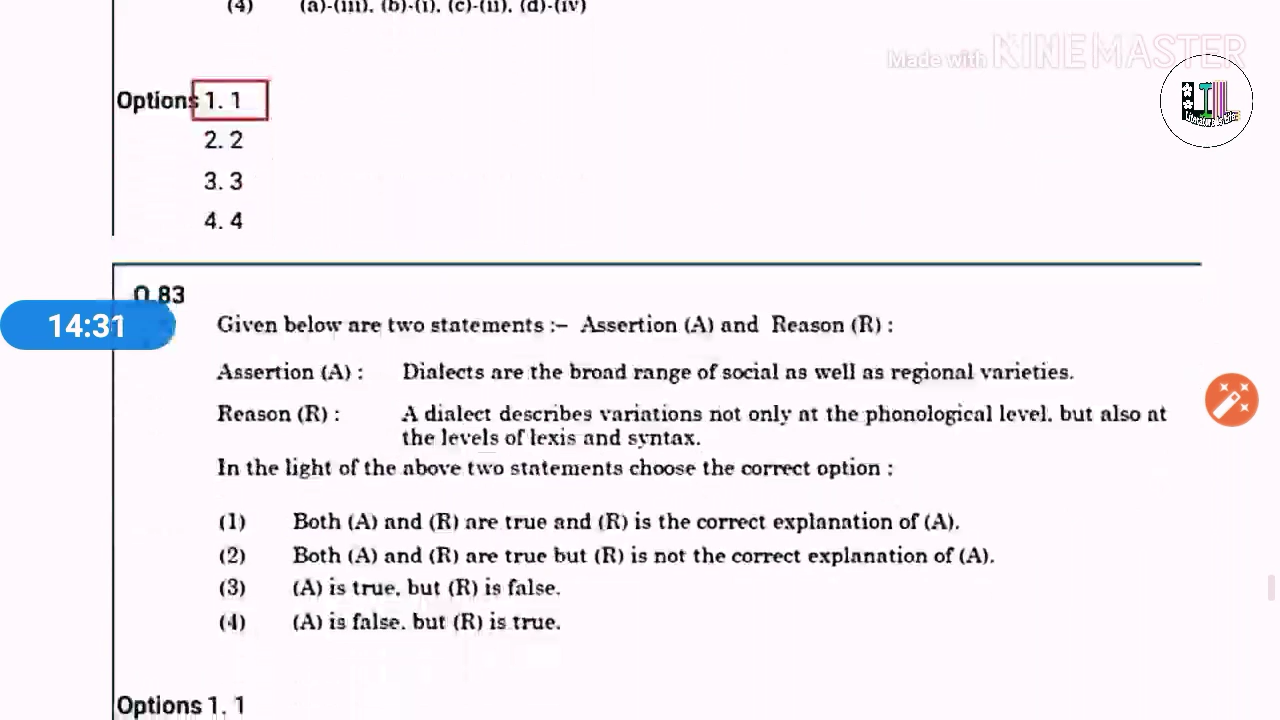 (4) (a)-(iii), (b)-(i), (c)-(ii), (d)-(iv)
Made with KINEMASTER
Options 1. 1
2. 2
3. 3
4. 4
Q.83
14:31
Given below are two statements :– Assertion (A) and Reason (R) :
Assertion (A) : Dialects are the broad range of social as well as regional varieties.
Reason (R) : A dialect describes variations not only at the phonological level, but also at
the levels of lexis and syntax.
In the light of the above two statements choose the correct option :
(1) Both (A) and (R) are true and (R) is the correct explanation of (A).
(2) Both (A) and (R) are true but (R) is not the correct explanation of (A).
(3) (A) is true, but (R) is false.
(4) (A) is false, but (R) is true.
Options 1. 1